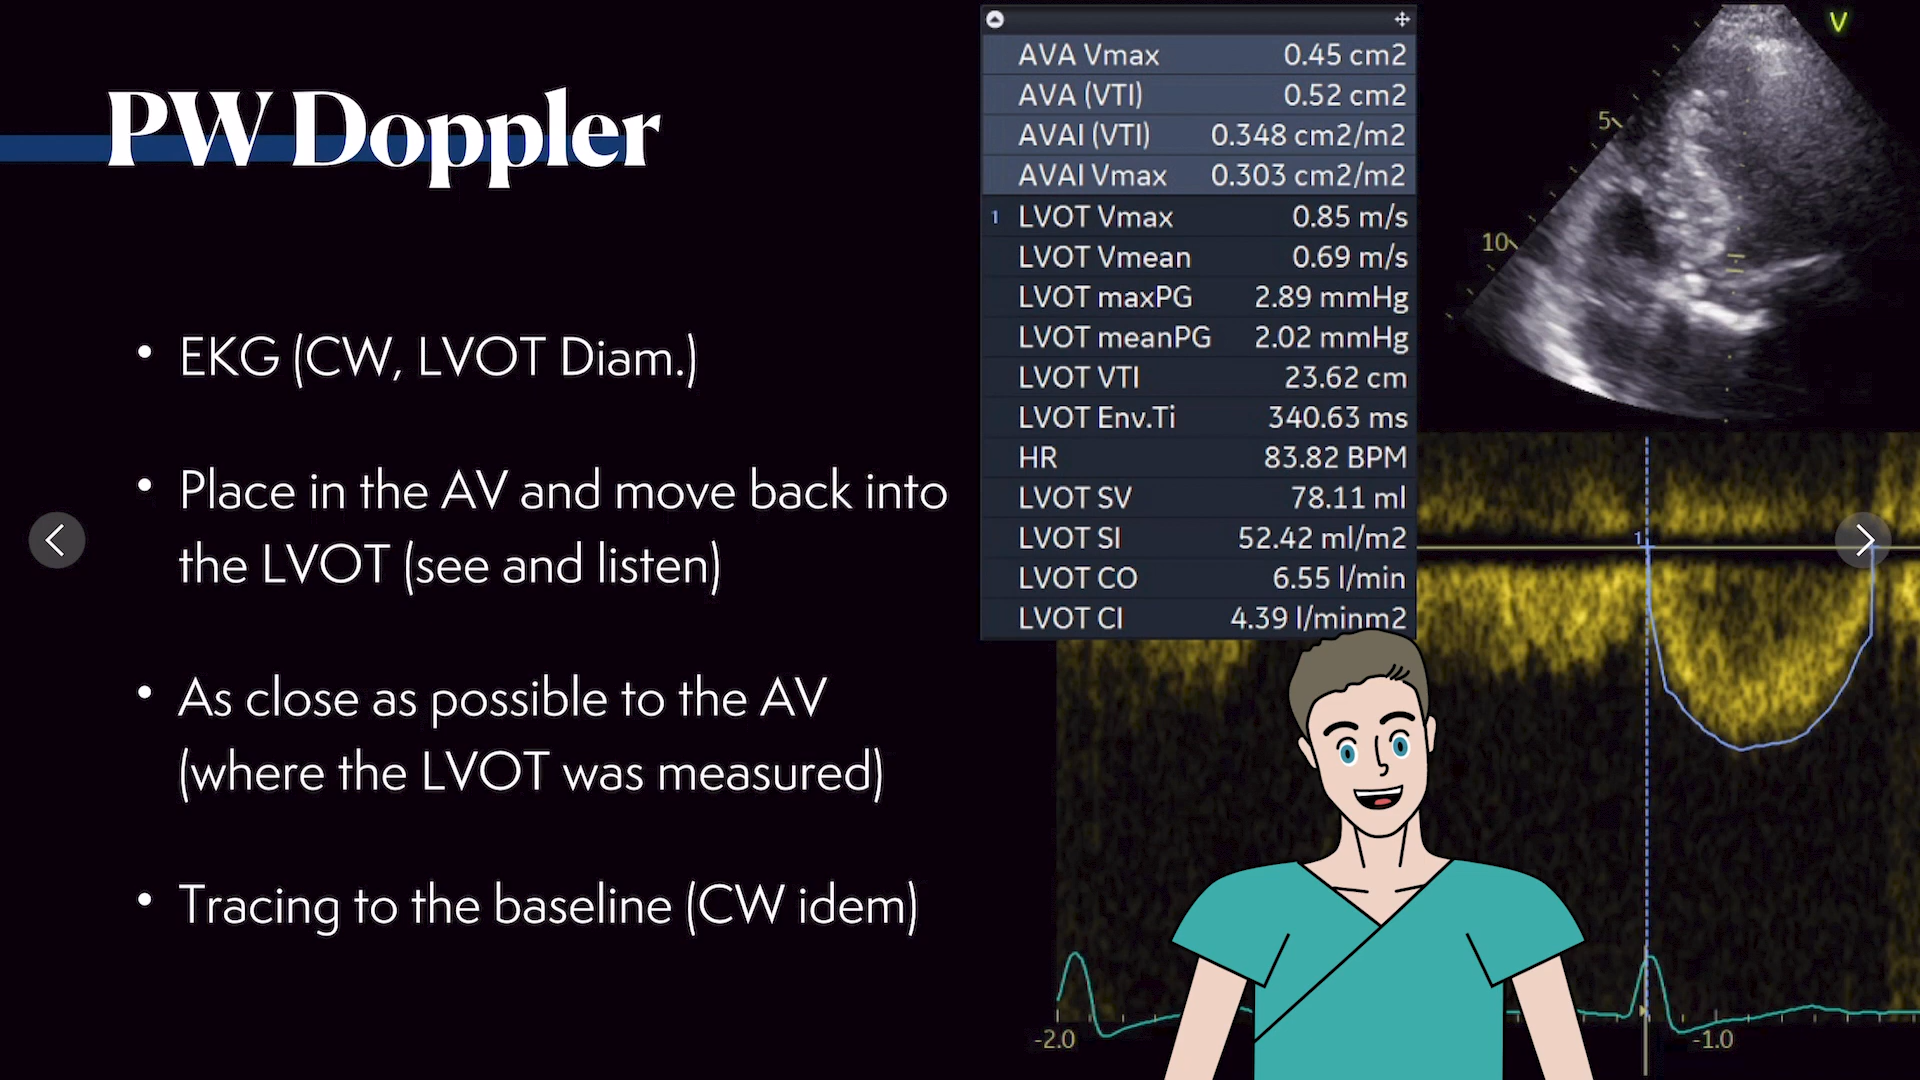 PW Doppler
• EKG (CW, LVOT Diam.)
• Place in the AV and move back into
the LVOT (see and listen)
• As close as possible to the AV
(where the LVOT was measured)
• Tracing to the baseline (CW idem)
AVA Vmax 0.45 cm2
AVA (VTI) 0.52 cm2
AVAI (VTI) 0.348 cm2/m2
AVAI Vmax 0.303 cm2/m2
1 LVOT Vmax 0.85 m/s
LVOT Vmean 0.69 m/s
LVOT maxPG 2.89 mmHg
LVOT meanPG 2.02 mmHg
LVOT VTI 23.62 cm
LVOT Env.Ti 340.63 ms
HR 83.82 BPM
LVOT SV 78.11 ml
LVOT SI 52.42 ml/m2
LVOT CO 6.55 l/min
LVOT CI 4.39 l/minm2
V
5
10
1
-2.0
-1.0